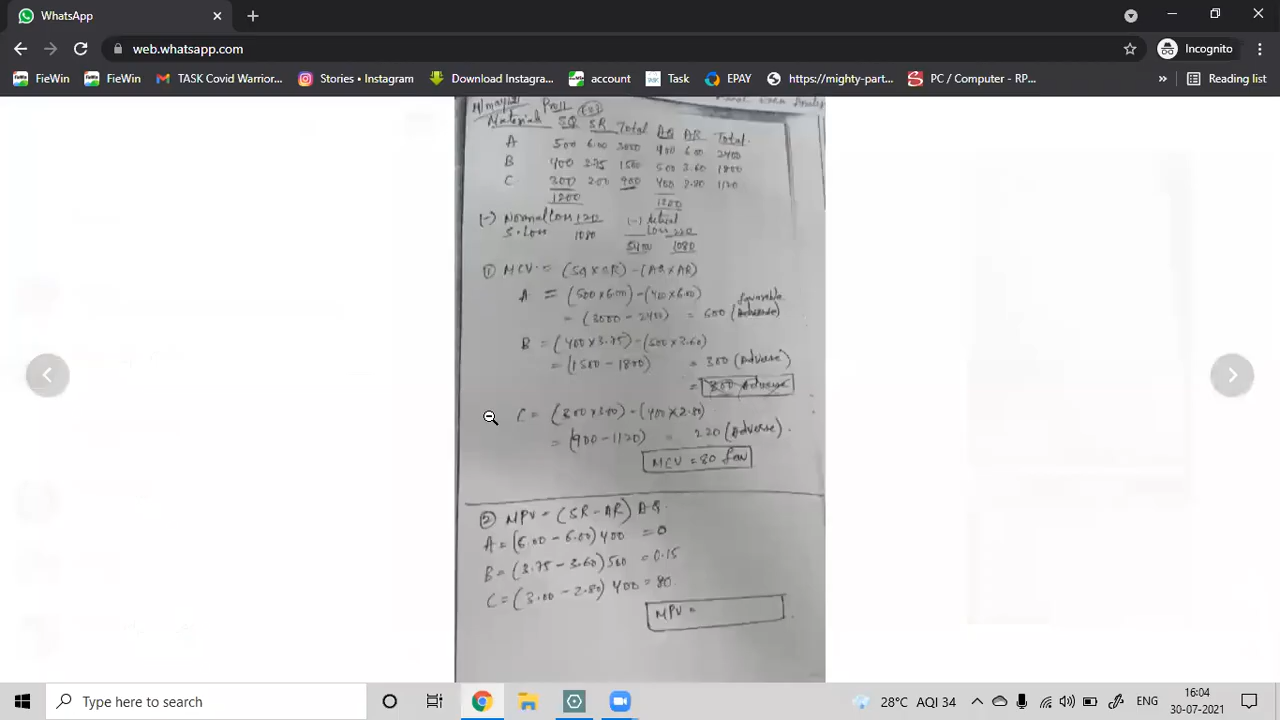 WhatsApp
web.whatsapp.com
Incognito
FieWin
FieWin
TASK Covid Warrior...
Stories • Instagram
Download Instagra...
account
Task
EPAY
https://mighty-part...
PC / Computer - RP...
Reading list
Materials SQ SR Total AQ AR Total
A 500 6.00 3000 400 6.00 2400
B 400 3.75 1500 500 3.60 1800
C 300 900 400 2.80 1120
1200 1200
(-) Normal Loss 120 (-) Actual
S. Loss 1080 Loss
5400 1080
① MCV = (SQ x SR) - (AQ x AR)
A = (500 x 6.00) - (400 x 6.00)
favorable
= (3000 - 2400) = 600
B = (400 x 3.75) - (500 x 3.60)
= (1500 - 1800) = 300 (Adverse)
C = (300 x 3.00) - (400 x 2.80)
= (900 - 1120) = 220 (Adverse).
MCV = 80 fav
② MPV = (SR - AR) AQ
A = (6.00 - 6.00) 400 = 0
B = (3.75 - 3.60) 500 = 0.15
C = (3.00 - 2.80) 400 = 80
MPV =
Type here to search
28°C AQI 34
16:04
30-07-2021